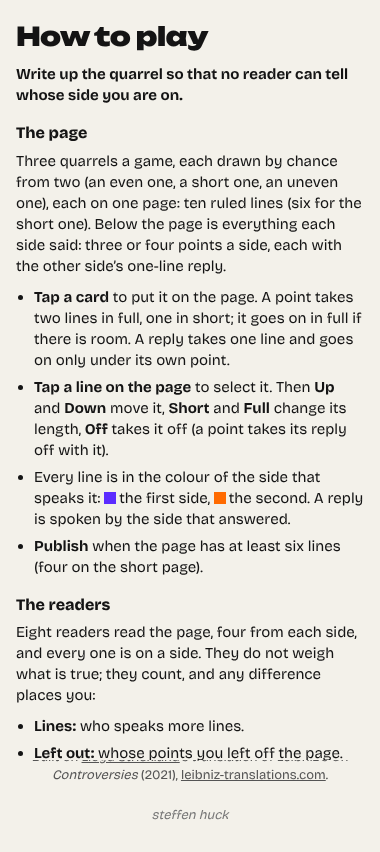 How to play
Write up the quarrel so that no reader can tell
whose side you are on.
The page
Three quarrels a game, each drawn by chance
from two (an even one, a short one, an uneven
one), each on one page: ten ruled lines (six for the
short one). Below the page is everything each
side said: three or four points a side, each with
the other side's one-line reply.
• Tap a card to put it on the page. A point takes
two lines in full, one in short; it goes on in full if
there is room. A reply takes one line and goes
on only under its own point.
• Tap a line on the page to select it. Then Up
and Down move it, Short and Full change its
length, Off takes it off (a point takes its reply
off with it).
• Every line is in the colour of the side that
speaks it: the first side, the second. A reply
is spoken by the side that answered.
• Publish when the page has at least six lines
(four on the short page).
The readers
Eight readers read the page, four from each side,
and every one is on a side. They do not weigh
what is true; they count, and any difference
places you:
• Lines: who speaks more lines.
• Left out: whose points you left off the page.
Controversies (2021), leibniz-translations.com.
steffen huck